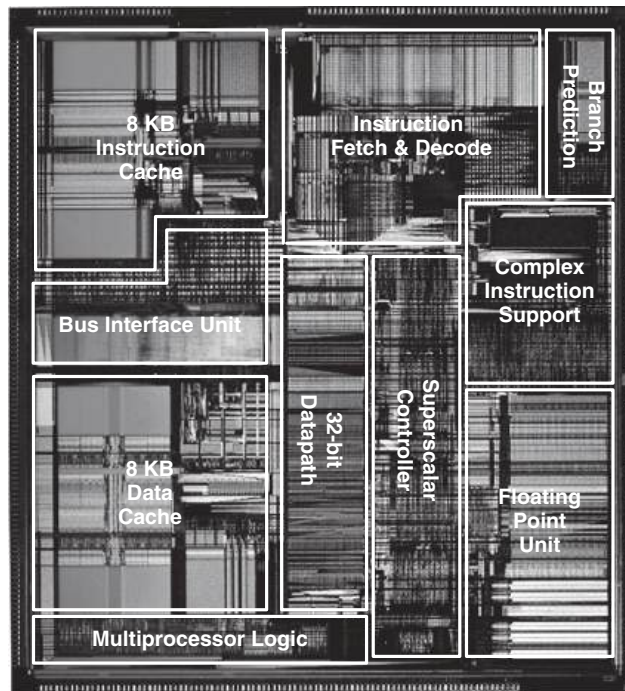 8 KB
Instruction
Cache
Instruction
Fetch & Decode
Branch
Prediction
Bus Interface Unit
Complex
Instruction
Support
8 KB
Data
Cache
32-bit
Datapath
Superscalar
Controller
Floating
Point
Unit
Multiprocessor Logic